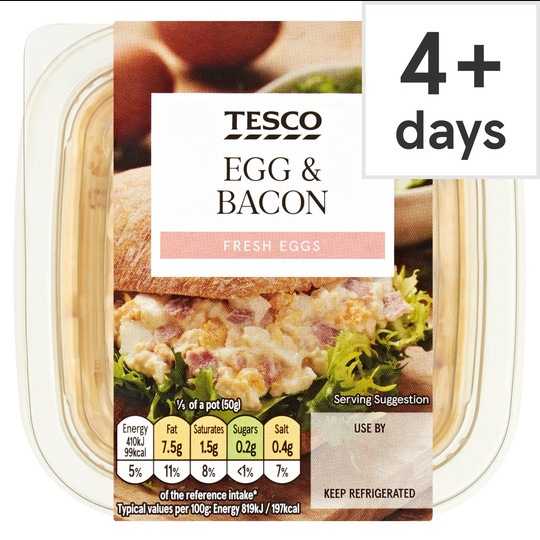 4+
days
TESCO
EGG &
BACON
FRESH EGGS
⅕ of a pot (50g)
Serving Suggestion
Energy
410kJ
99kcal
5%
Fat
7.5g
11%
Saturates
1.5g
8%
Sugars
0.2g
<1%
Salt
0.4g
7%
of the reference intake*
Typical values per 100g: Energy 819kJ / 197kcal
USE BY
KEEP REFRIGERATED